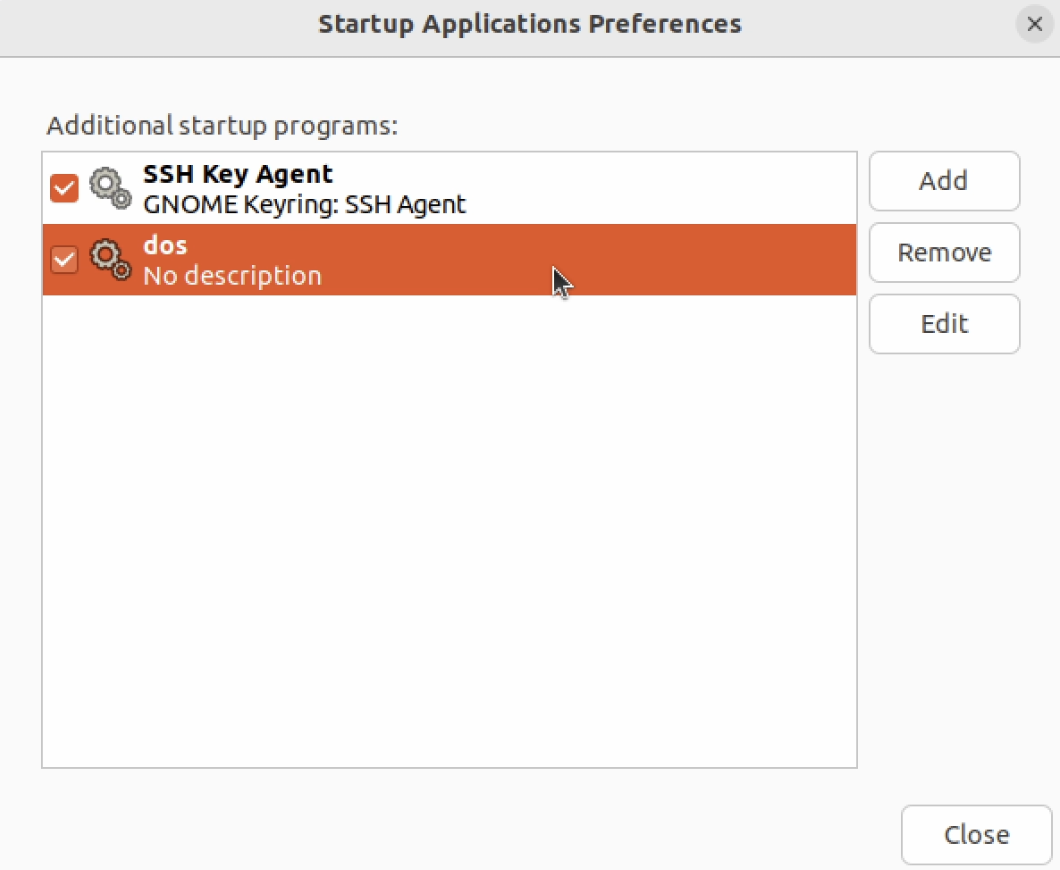 Startup Applications Preferences
Additional startup programs:
SSH Key Agent
GNOME Keyring: SSH Agent
dos
No description
Add
Remove
Edit
Close